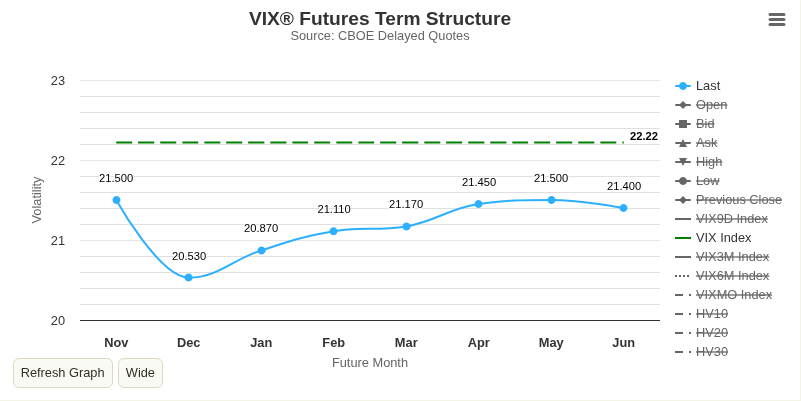 VIX® Futures Term Structure
Source: CBOE Delayed Quotes
23
22
21
20
Volatility
22.22
21.500
20.530
20.870
21.110
21.170
21.450
21.500
21.400
Nov Dec Jan Feb Mar Apr May Jun
Future Month
Last
Open
Bid
Ask
High
Low
Previous Close
VIX9D Index
VIX Index
VIX3M Index
VIX6M Index
VIXMO Index
HV10
HV20
HV30
Refresh Graph Wide